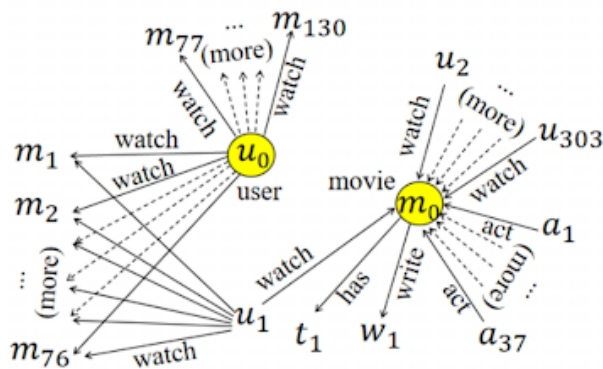 m77 ... m130
(more)
watch
watch
u0
user
m1
watch
m2
watch
...
(more)
m76
watch
u1
watch
u2
...
(more)
watch
u303
watch
movie
m0
act
a1
(more)
...
act
a37
has
t1
write
w1